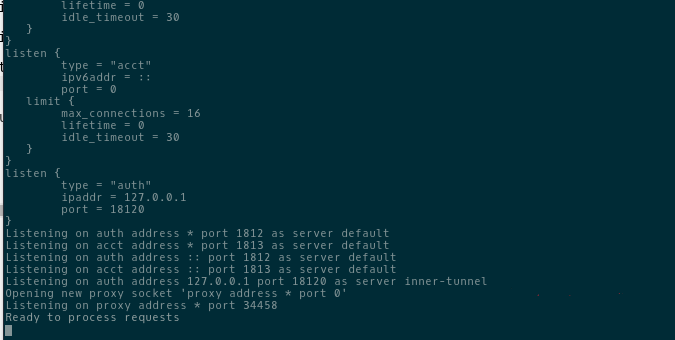 lifetime = 0
idle_timeout = 30
}
}
listen {
type = "acct"
ipv6addr = ::
port = 0
limit {
max_connections = 16
lifetime = 0
idle_timeout = 30
}
}
listen {
type = "auth"
ipaddr = 127.0.0.1
port = 18120
}
Listening on auth address * port 1812 as server default
Listening on acct address * port 1813 as server default
Listening on auth address :: port 1812 as server default
Listening on acct address :: port 1813 as server default
Listening on auth address 127.0.0.1 port 18120 as server inner-tunnel
Opening new proxy socket 'proxy address * port 0'
Listening on proxy address * port 34458
Ready to process requests